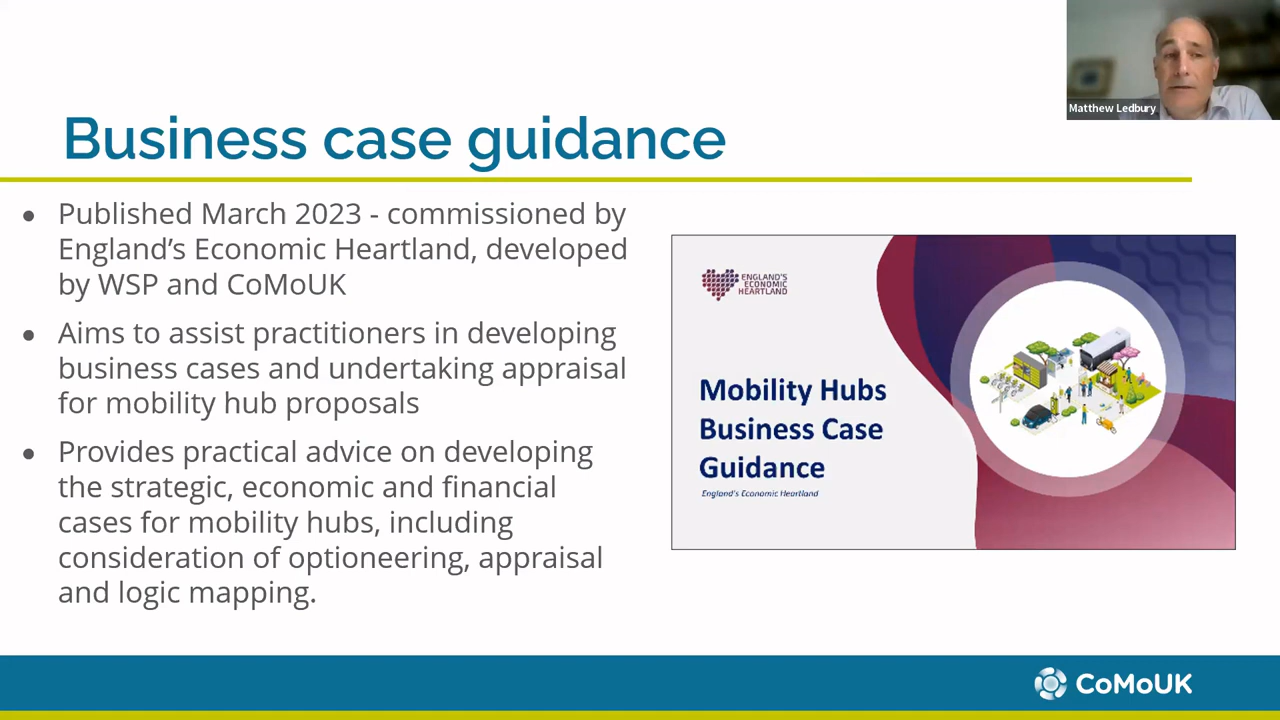 Matthew Ledbury
Business case guidance
● Published March 2023 - commissioned by
England’s Economic Heartland, developed
by WSP and CoMoUK
● Aims to assist practitioners in developing
business cases and undertaking appraisal
for mobility hub proposals
● Provides practical advice on developing
the strategic, economic and financial
cases for mobility hubs, including
consideration of optioneering, appraisal
and logic mapping.
ENGLAND'S
ECONOMIC
HEARTLAND
Mobility Hubs
Business Case
Guidance
England's Economic Heartland
CoMoUK